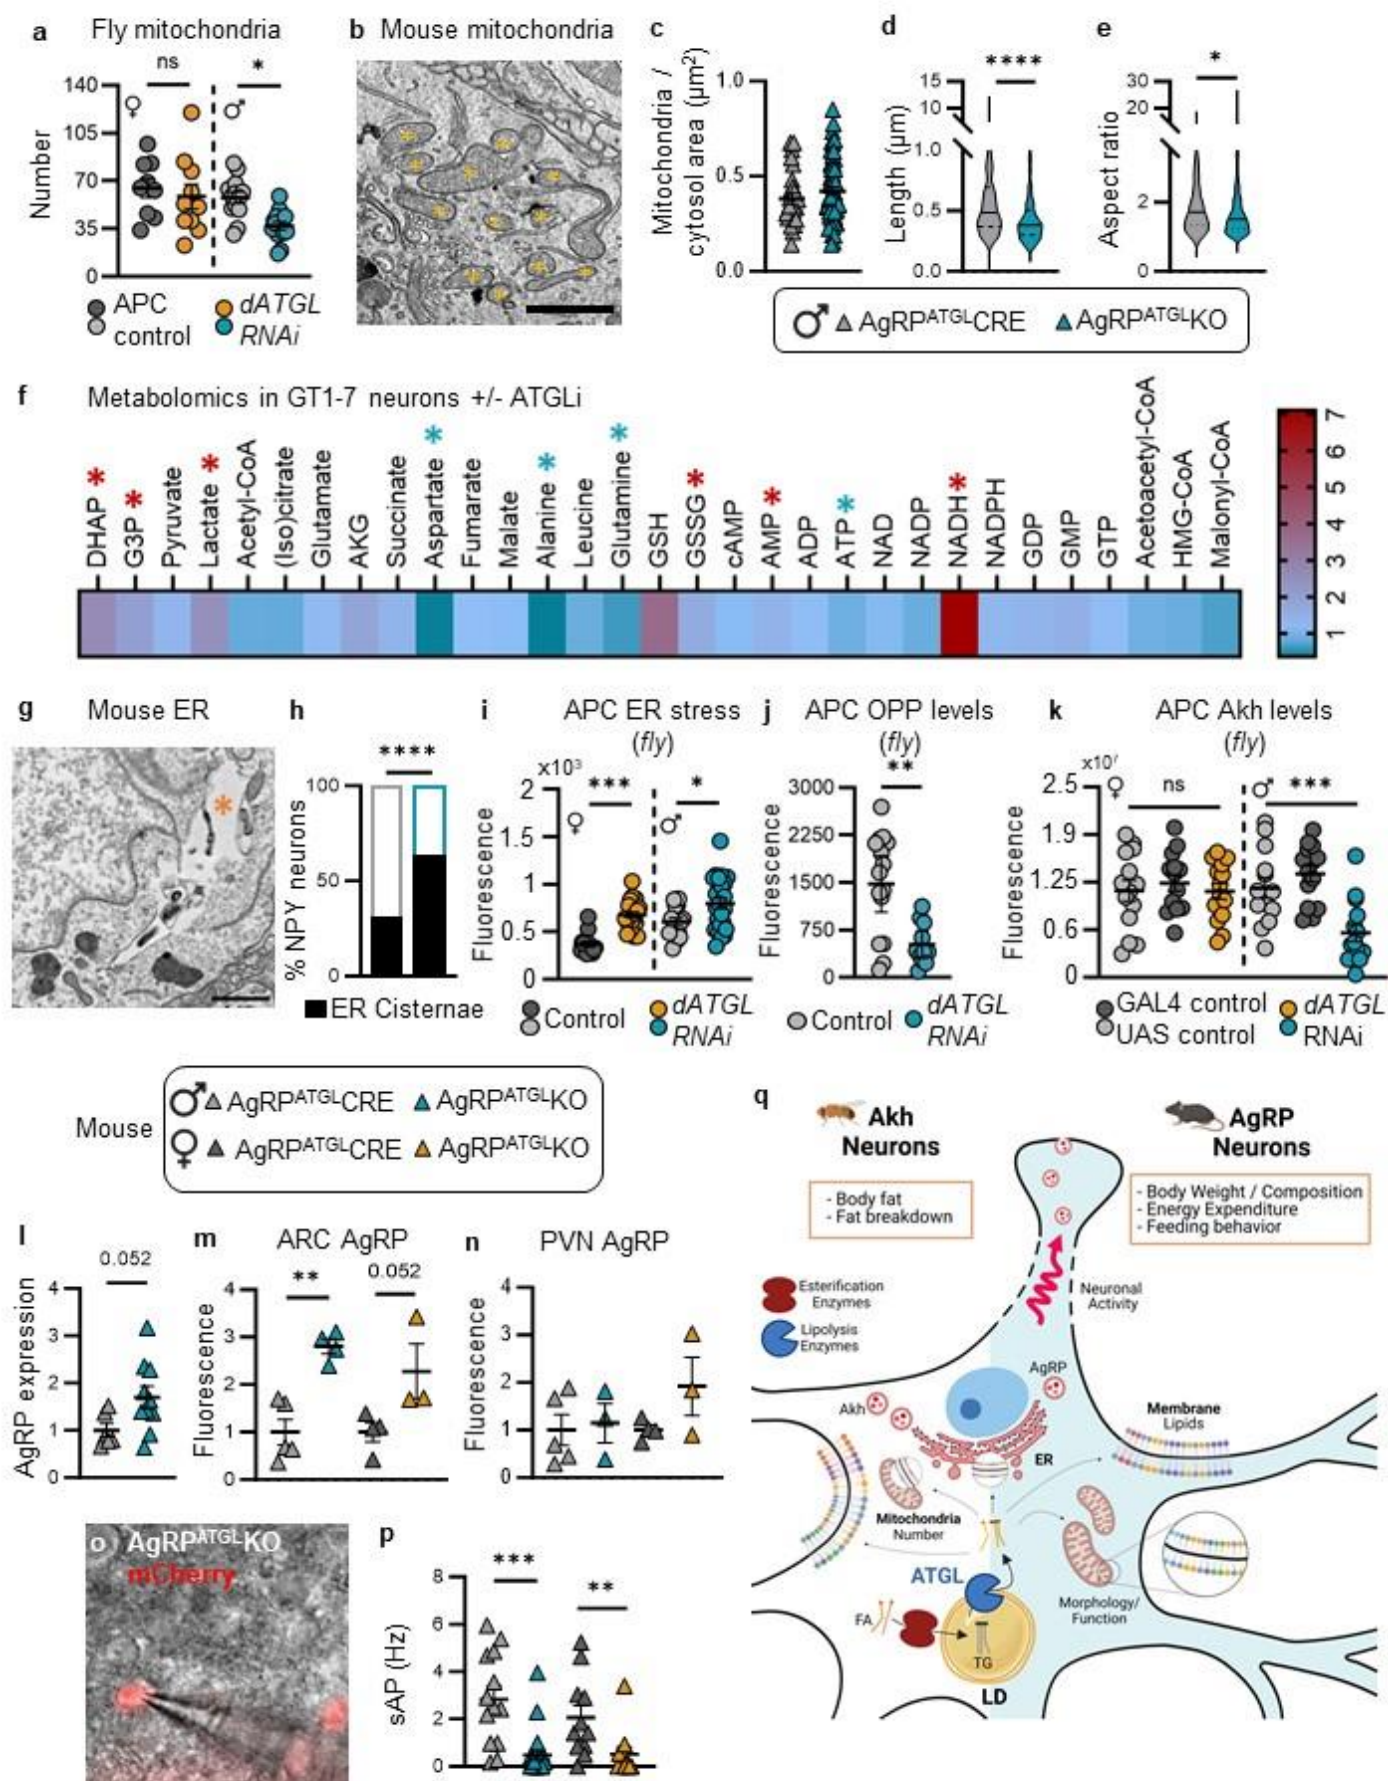 a Fly mitochondria
ns
*
140
105
70
35
0
Number
♀
♂
APC
control
dATGL
RNAi
b Mouse mitochondria
c
Mitochondria /
cytosol area (µm²)
1.0
0.5
0.0
d
****
Length (µm)
15
10
1.0
0.5
0.0
e
*
Aspect ratio
30
20
2
0
♂ AgRPᴬᵀᴳᴸCRE AgRPᴬᵀᴳᴸKO
f Metabolomics in GT1-7 neurons +/- ATGLi
DHAP *
G3P *
Pyruvate
Lactate *
Acetyl-CoA
(Iso)citrate
Glutamate
AKG
Succinate
Aspartate *
Fumarate
Malate
Alanine *
Leucine
Glutamine *
GSH
GSSG *
cAMP
AMP *
ADP
ATP *
NAD
NADP
NADH *
NADPH
GDP
GMP
GTP
Acetoacetyl-CoA
HMG-CoA
Malonyl-CoA
7
6
5
4
3
2
1
g Mouse ER
*
h
****
% NPY neurons
100
50
0
ER Cisternae
i APC ER stress
(fly)
x10³
***
*
Fluorescence
2
1.5
1
0.5
0
♀
♂
Control
dATGL
RNAi
j APC OPP levels
(fly)
**
Fluorescence
3000
2250
1500
750
0
Control
dATGL
RNAi
k APC Akh levels
(fly)
x10⁷
2.5
1.9
1.25
0.6
0
Fluorescence
♀
ns
♂
***
GAL4 control
UAS control
dATGL
RNAi
Mouse
♂ AgRPᴬᵀᴳᴸCRE AgRPᴬᵀᴳᴸKO
♀ AgRPᴬᵀᴳᴸCRE AgRPᴬᵀᴳᴸKO
l
0.052
AgRP expression
4
3
2
1
0
m ARC AgRP
**
0.052
Fluorescence
4
3
2
1
0
n PVN AgRP
Fluorescence
4
3
2
1
0
o AgRPᴬᵀᴳᴸKO
mCherry
p
***
**
sAP (Hz)
8
6
4
2
0
q
Akh
Neurons
- Body fat
- Fat breakdown
AgRP
Neurons
- Body Weight / Composition
- Energy Expenditure
- Feeding behavior
Esterification
Enzymes
Lipolysis
Enzymes
Neuronal
Activity
AgRP
Akh
ER
Membrane
Lipids
Mitochondria
Number
ATGL
Morphology/
Function
FA
TG
LD